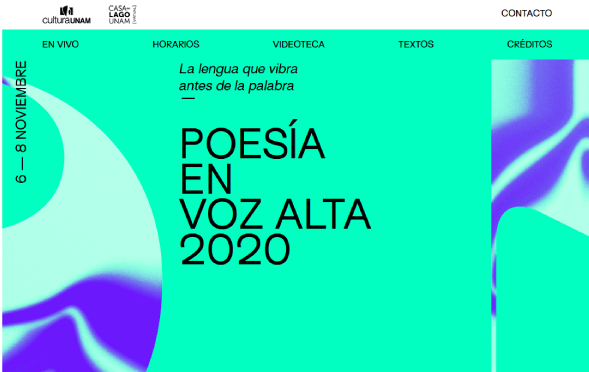 culturaUNAM
CASA—
LAGO
UNAM
CONTACTO
EN VIVO
HORARIOS
VIDEOTECA
TEXTOS
CRÉDITOS
6 — 8 NOVIEMBRE
La lengua que vibra
antes de la palabra
—
POESÍA
EN
VOZ ALTA
2020